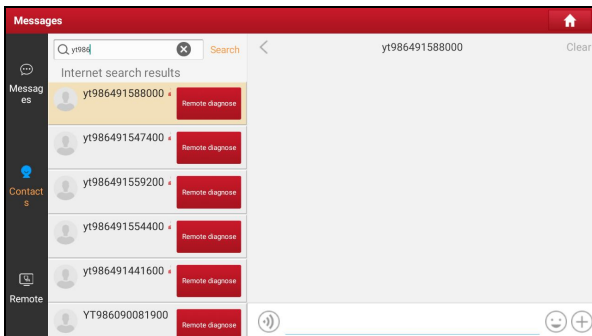 Messages
yt986
Search
yt986491588000
Clear
Internet search results
Messag
es
yt986491588000
Remote diagnose
yt986491547400
Remote diagnose
Contact
s
yt986491559200
Remote diagnose
yt986491554400
Remote diagnose
yt986491441600
Remote diagnose
Remote
YT986090081900
Remote diagnose